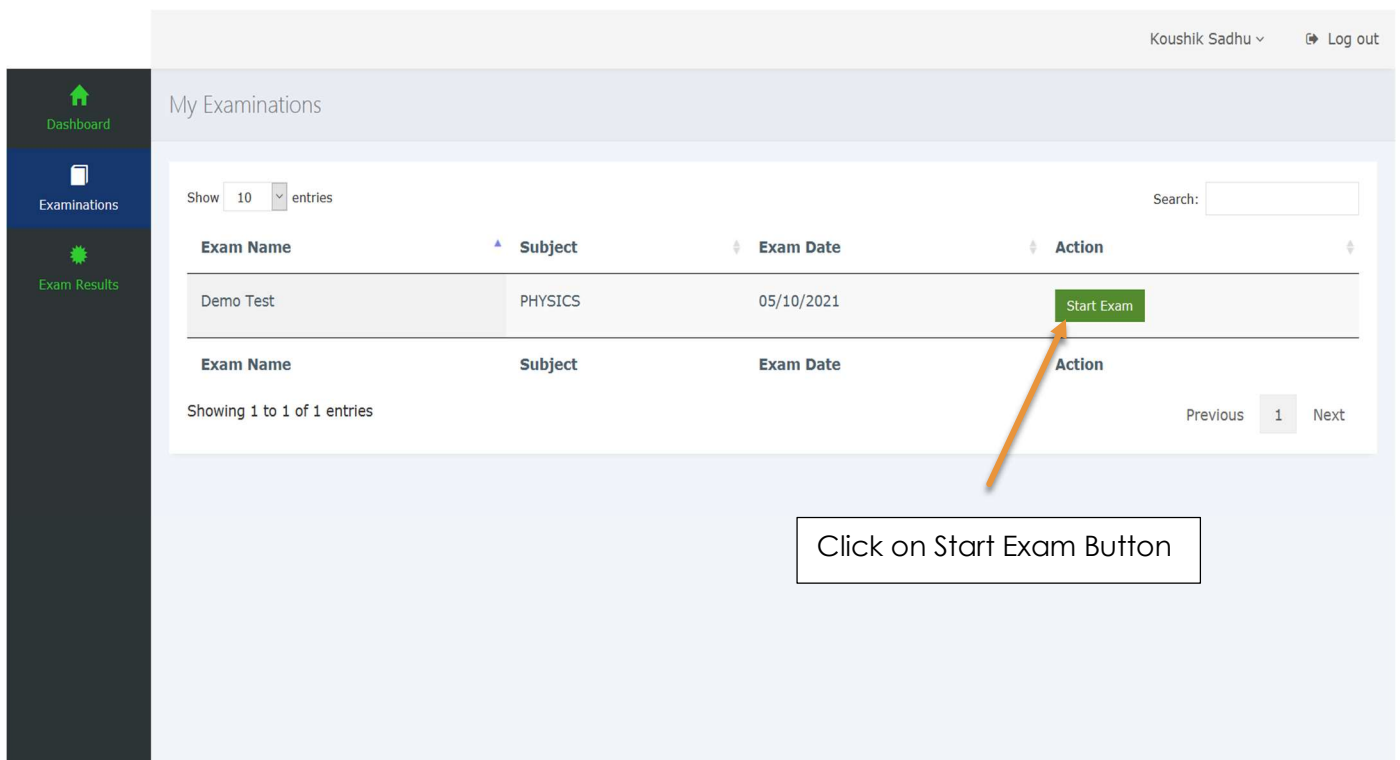 Koushik Sadhu Log out
Dashboard
Examinations
Exam Results
My Examinations
Show 10 entries Search:
Exam Name Subject Exam Date Action
Demo Test PHYSICS 05/10/2021 Start Exam
Exam Name Subject Exam Date Action
Showing 1 to 1 of 1 entries Previous 1 Next
Click on Start Exam Button